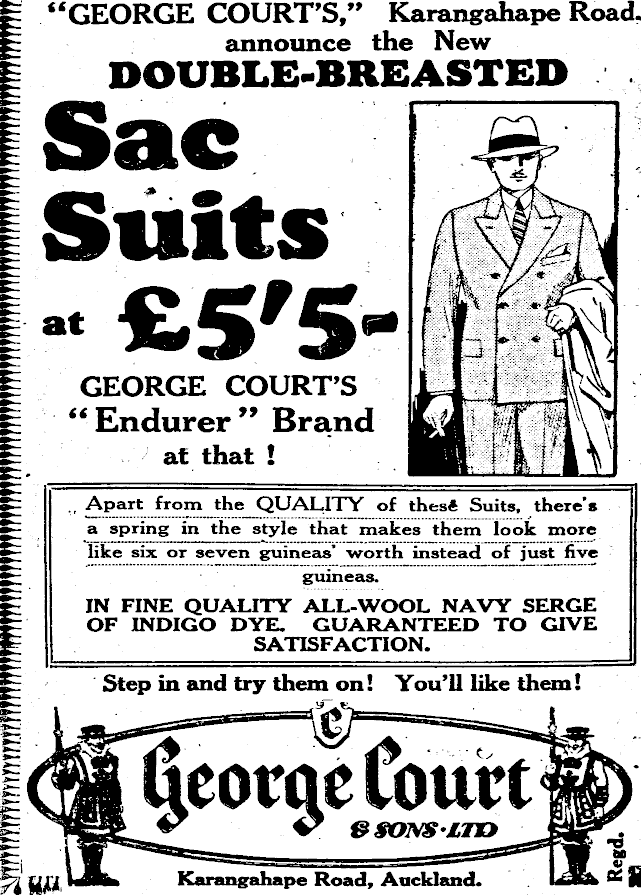 "GEORGE COURT'S," Karangahape Road.
announce the New
DOUBLE-BREASTED
Sac
Suits
at £5'5-
GEORGE COURT'S
"Endurer" Brand
at that !
Apart from the QUALITY of these Suits, there's
a spring in the style that makes them look more
like six or seven guineas' worth instead of just five
guineas.
IN FINE QUALITY ALL-WOOL NAVY SERGE
OF INDIGO DYE. GUARANTEED TO GIVE
SATISFACTION.
Step in and try them on! You'll like them!
C
George Court
& SONS·LTD
Regd.
Karangahape Road, Auckland.